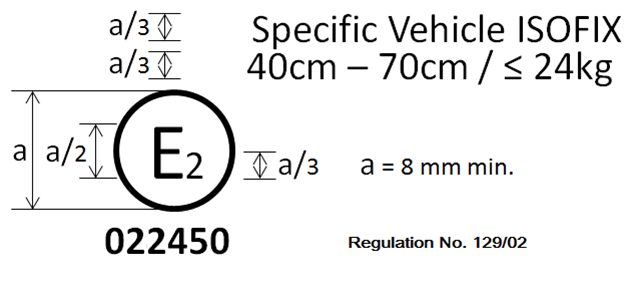 a/3 Specific Vehicle ISOFIX
a/3 40cm – 70cm / ≤ 24kg
a a/2 E2 a/3 a = 8 mm min.
022450 Regulation No. 129/02